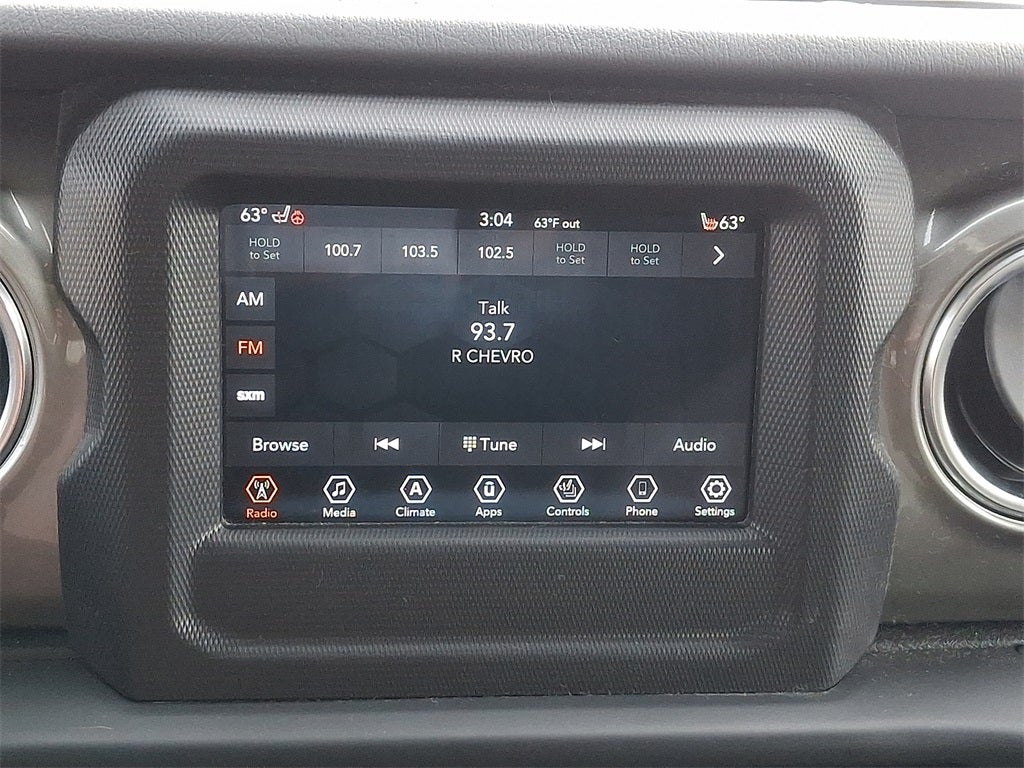 63° 3:04 63°F out 63°
HOLD to Set 100.7 103.5 102.5 HOLD to Set HOLD to Set
AM
Talk
93.7
FM
R CHEVRO
sxm
Browse Tune Audio
A ū
Radio Media Climate Apps Controls Phone Settings